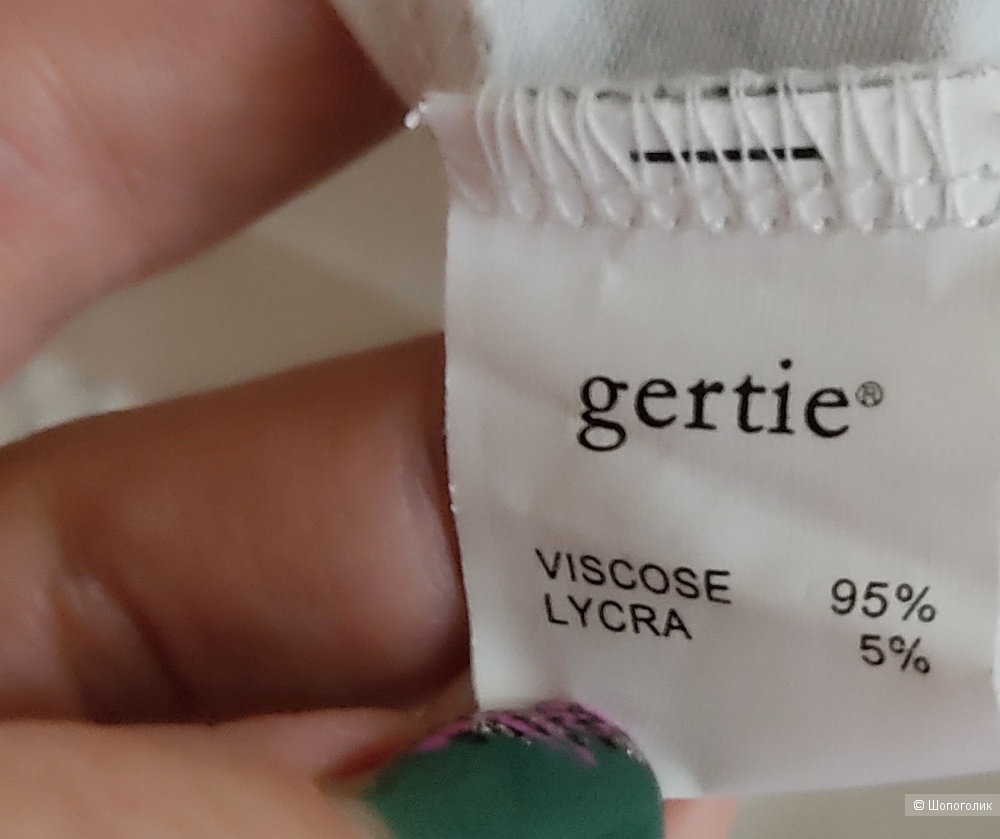 gertie®
VISCOSE 95%
LYCRA 5%
© Шопоголик